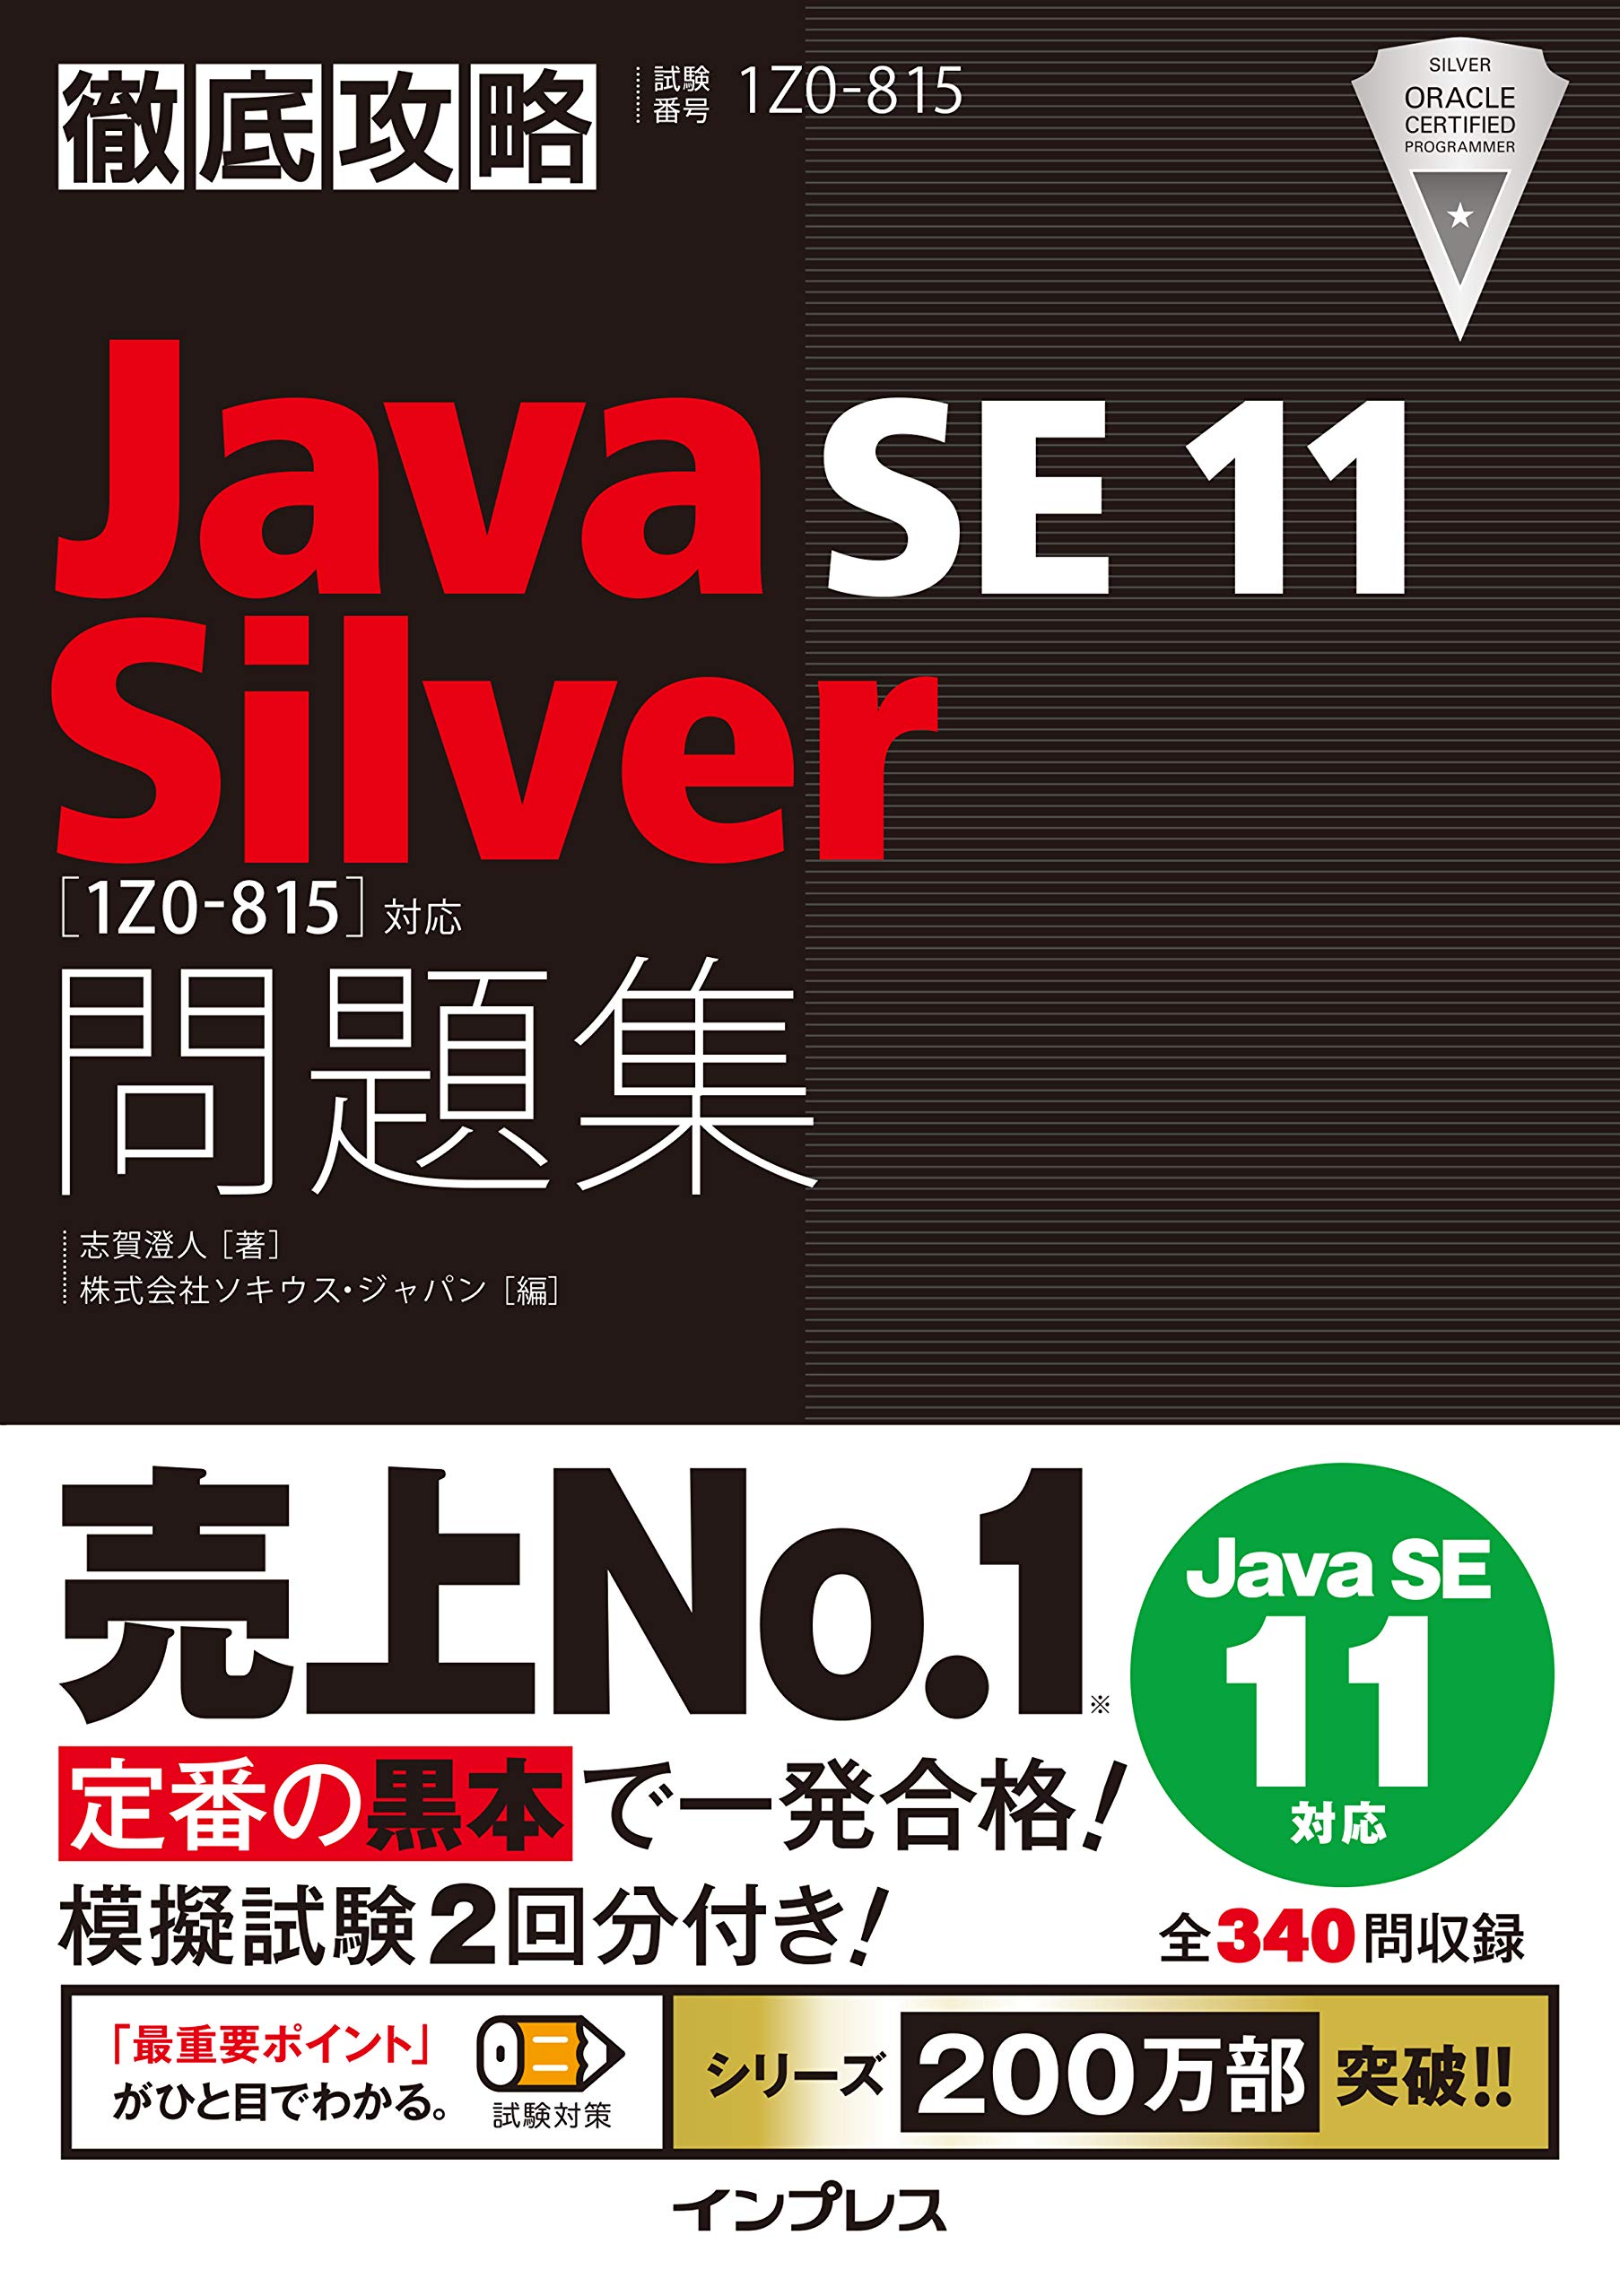 徹底攻略
試験番号 1Z0-815
SILVER
ORACLE
CERTIFIED
PROGRAMMER
Java SE 11
Silver
[1Z0-815]対応
問題集
志賀澄人[著]
株式会社ソキウス・ジャパン[編]
売上No.1※
Java SE
11
対応
定番の黒本で一発合格!
模擬試験2回分付き!
全340問収録
「最重要ポイント」
がひと目でわかる。
試験対策
シリーズ200万部突破!!
インプレス